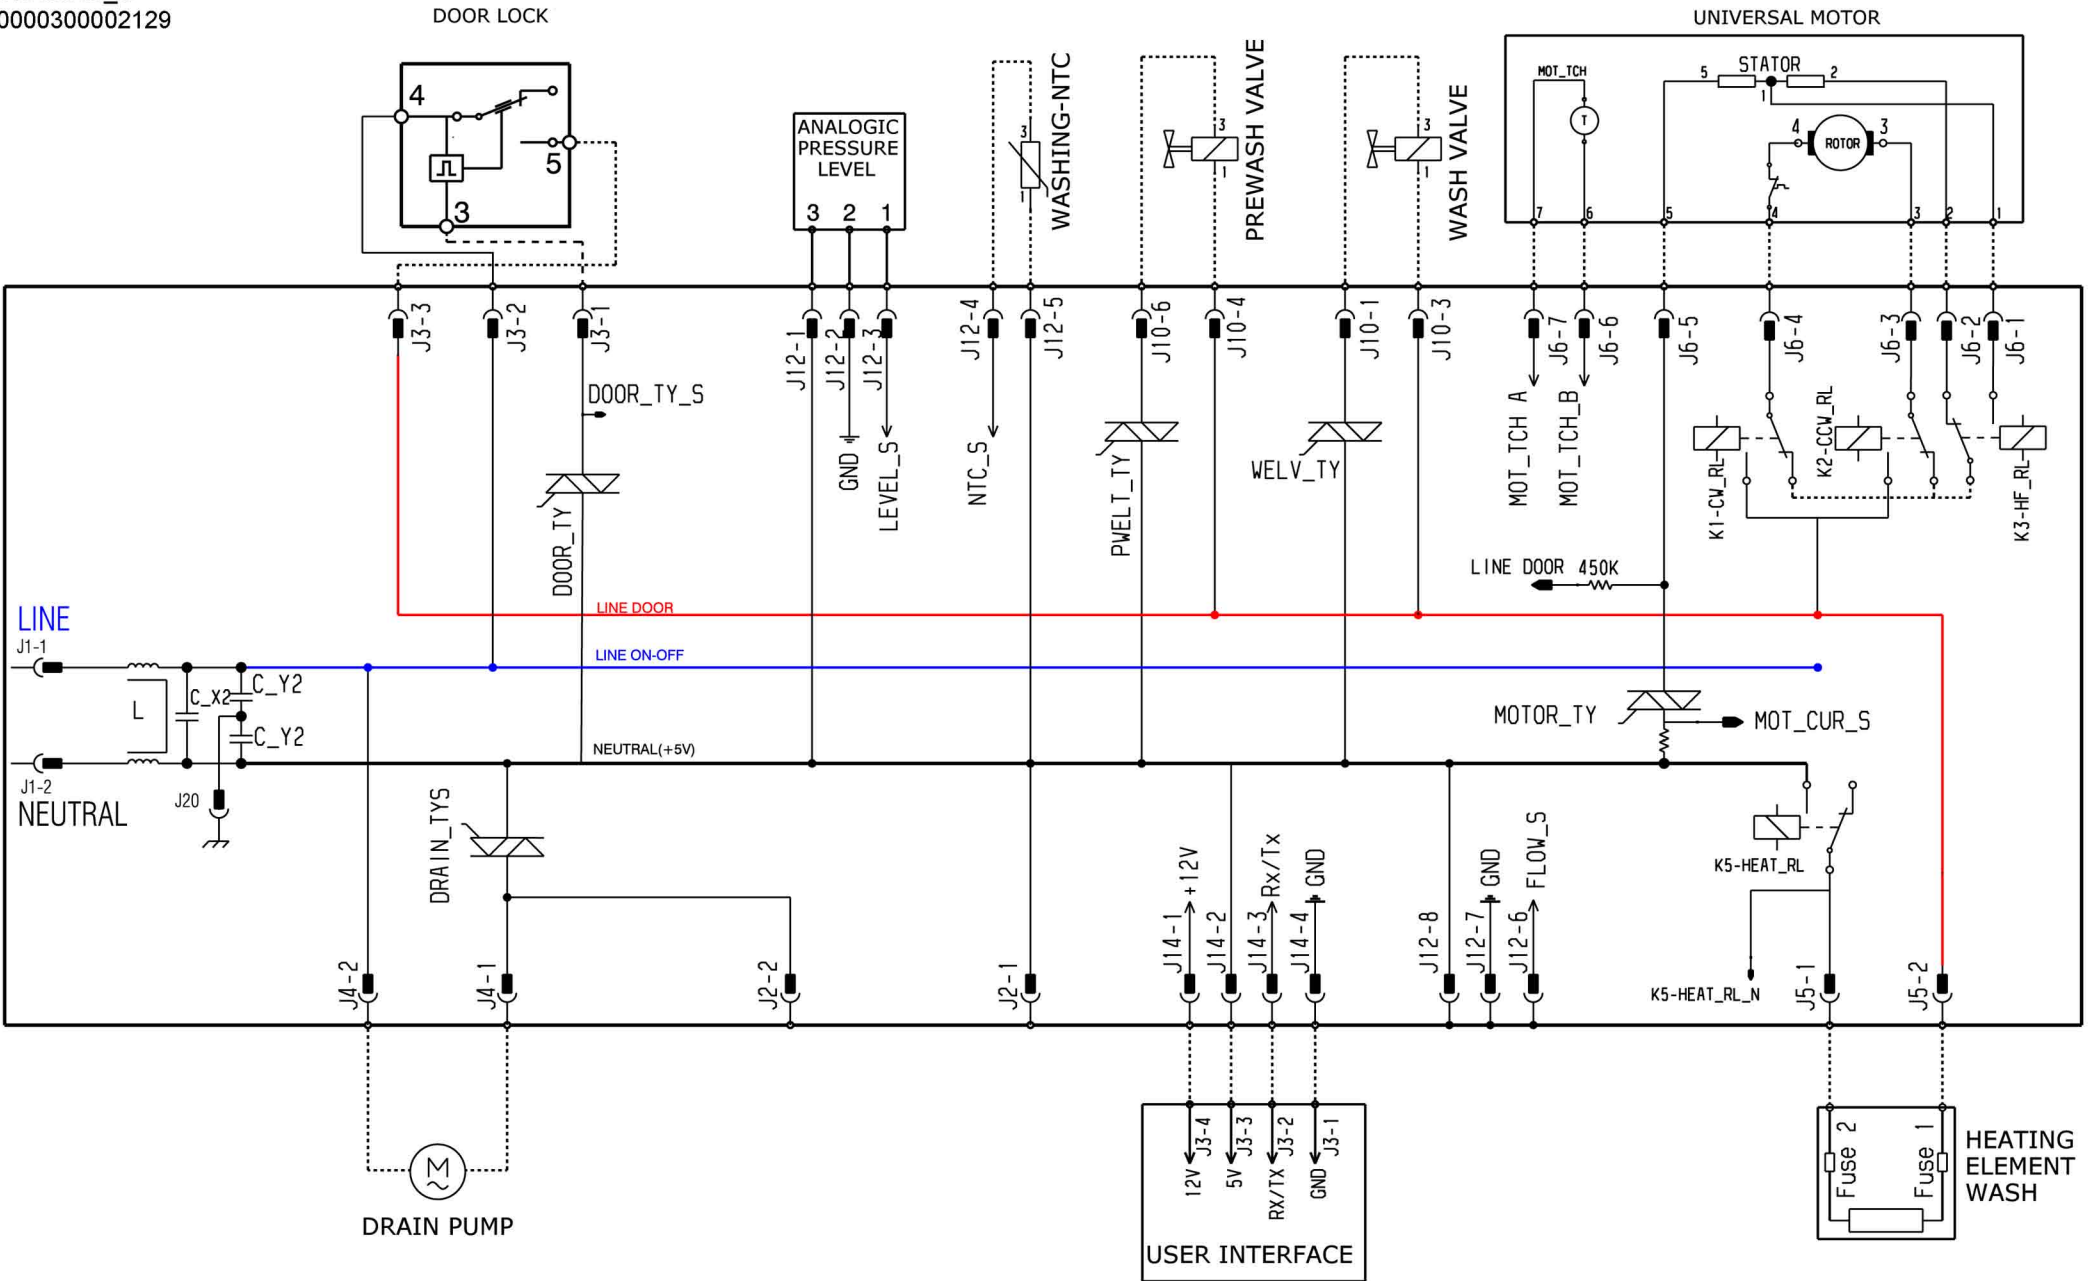 0000300002129
DOOR LOCK
4
5
3
ANALOGIC
PRESSURE
LEVEL
3 2 1
3
1
WASHING-NTC
3
1
PREWASH VALVE
3
1
WASH VALVE
UNIVERSAL MOTOR
MOT_TCH
T
5
STATOR
2
1
4
ROTOR
3
7 6 5 4 3 2 1
J3-3
J3-2
J3-1
J12-1
J12-2
J12-3
J12-4
J12-5
J10-6
J10-4
J10-1
J10-3
J6-7
J6-6
J6-5
J6-4
J6-3
J6-2
J6-1
DOOR_TY_S
DOOR_TY
GND
LEVEL_S
NTC_S
PWELT_TY
WELV_TY
MOT_TCH A
MOT_TCH_B
K1-CW_RL
K2-CCW_RL
K3-HF_RL
LINE DOOR 450K
LINE DOOR
LINE
J1-1
LINE ON-OFF
L
C_X2
C_Y2
C_Y2
MOTOR_TY
MOT_CUR_S
NEUTRAL(+5V)
J1-2
NEUTRAL
J20
DRAIN_TYS
K5-HEAT_RL
K5-HEAT_RL_N
+12V
Rx/Tx
GND
GND
FLOW_S
J4-2
J4-1
J2-2
J2-1
J14-1
J14-2
J14-3
J14-4
J12-8
J12-7
J12-6
J5-1
J5-2
M
DRAIN PUMP
J3-4
J3-3
J3-2
J3-1
12V
5V
RX/TX
GND
USER INTERFACE
2
1
Fuse
Fuse
HEATING
ELEMENT
WASH